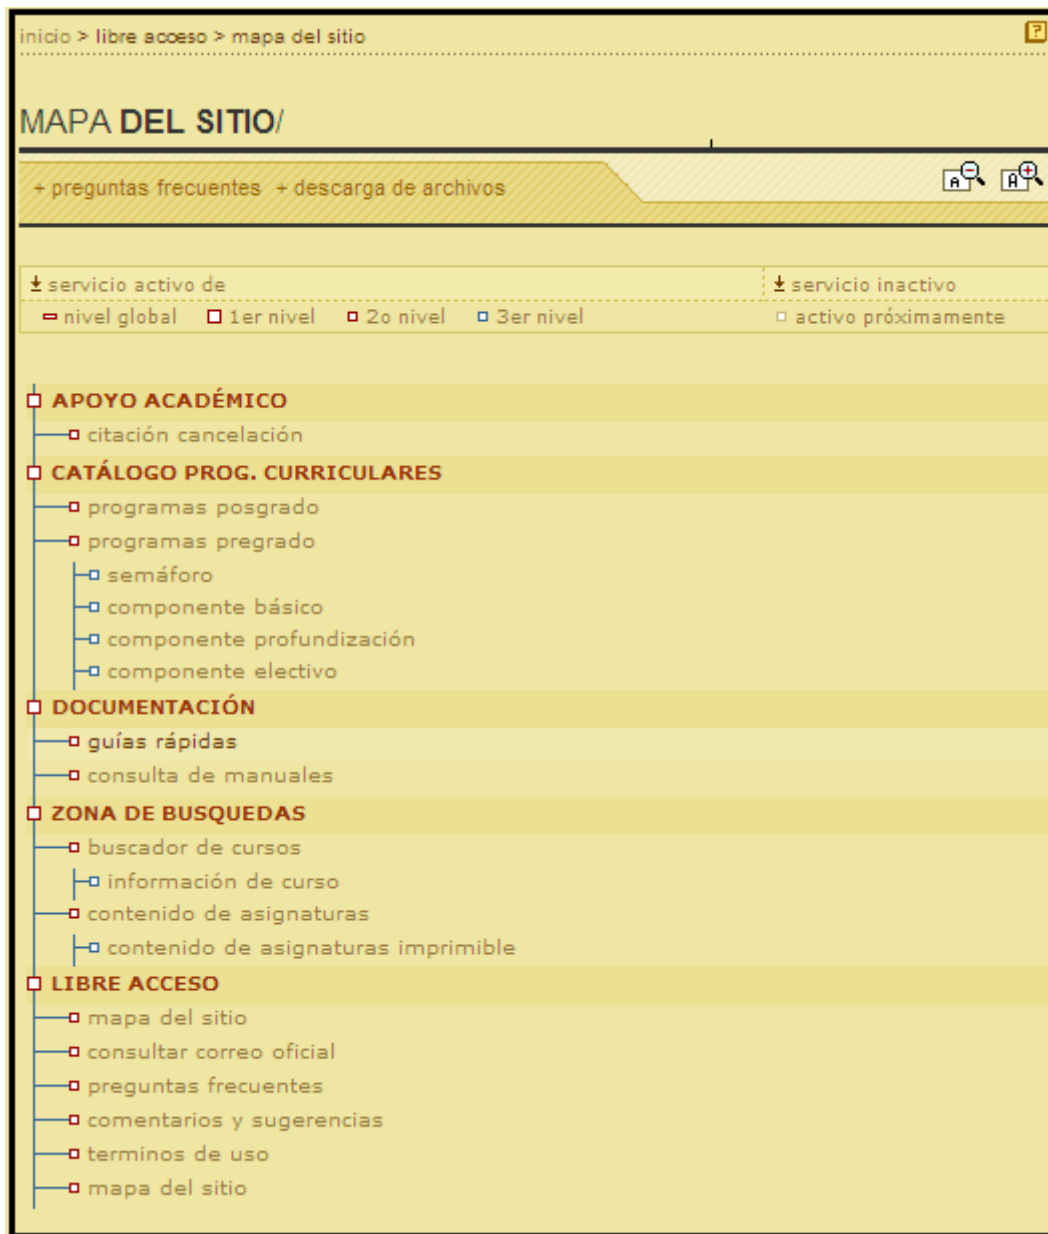 inicio > libre acceso > mapa del sitio
MAPA DEL SITIO/
+ preguntas frecuentes + descarga de archivos
servicio activo de servicio inactivo
nivel global 1er nivel 2o nivel 3er nivel activo próximamente
APOYO ACADÉMICO
citación cancelación
CATÁLOGO PROG. CURRICULARES
programas posgrado
programas pregrado
semáforo
componente básico
componente profundización
componente electivo
DOCUMENTACIÓN
guías rápidas
consulta de manuales
ZONA DE BUSQUEDAS
buscador de cursos
información de curso
contenido de asignaturas
contenido de asignaturas imprimible
LIBRE ACCESO
mapa del sitio
consultar correo oficial
preguntas frecuentes
comentarios y sugerencias
terminos de uso
mapa del sitio